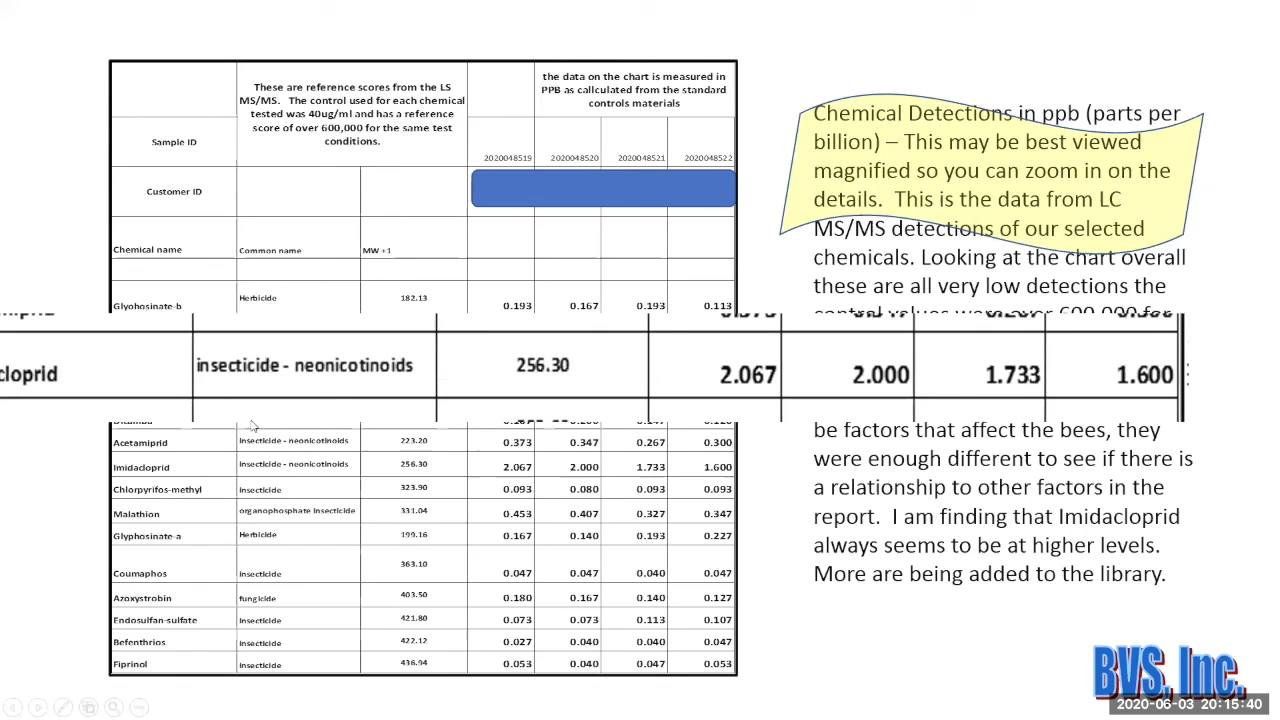 These are reference scores from the LS
MS/MS. The control used for each chemical
tested was 40ug/ml and has a reference
score of over 600,000 for the same test
conditions.
the data on the chart is measured in
PPB as callculated from the standard
controls materials
Sample ID
2020048519 2020048520 2020048521 2020048522
Customer ID
Chemical name Common name MW +1
Glyohosinate-b Herbicide 182.13 0.193 0.167 0.193 0.113
cloprid insecticide - neonicotinoids 256.30 2.067 2.000 1.733 1.600
Acetamiprid Insecticide - neonicotinoids 223.20 0.373 0.347 0.267 0.300
Imidacloprid Insecticide - neonicotinoids 256.30 2.067 2.000 1.733 1.600
Chlorpyrifos-methyl Insecticide 323.90 0.093 0.080 0.093 0.093
Malathion organophosphate Insecticide 331.04 0.453 0.407 0.327 0.347
Glyphosinate-a Herbicide 199.16 0.167 0.140 0.193 0.227
Coumaphos Insecticide 363.10 0.047 0.047 0.040 0.047
Azoxystrobin fungicide 403.50 0.180 0.167 0.140 0.127
Endosulfan-sulfate Insecticide 421.80 0.073 0.073 0.113 0.107
Befenthrios Insecticide 422.12 0.027 0.040 0.040 0.047
Fiprinol Insecticide 436.94 0.053 0.040 0.047 0.053
Chemical Detections in ppb (parts per
billion) – This may be best viewed
magnified so you can zoom in on the
details. This is the data from LC
MS/MS detections of our selected
chemicals. Looking at the chart overall
these are all very low detections the
control values were over 600,000 for
be factors that affect the bees, they
were enough different to see if there is
a relationship to other factors in the
report. I am finding that Imidacloprid
always seems to be at higher levels.
More are being added to the library.
BVS, Inc.
2020-06-03 20:15:40